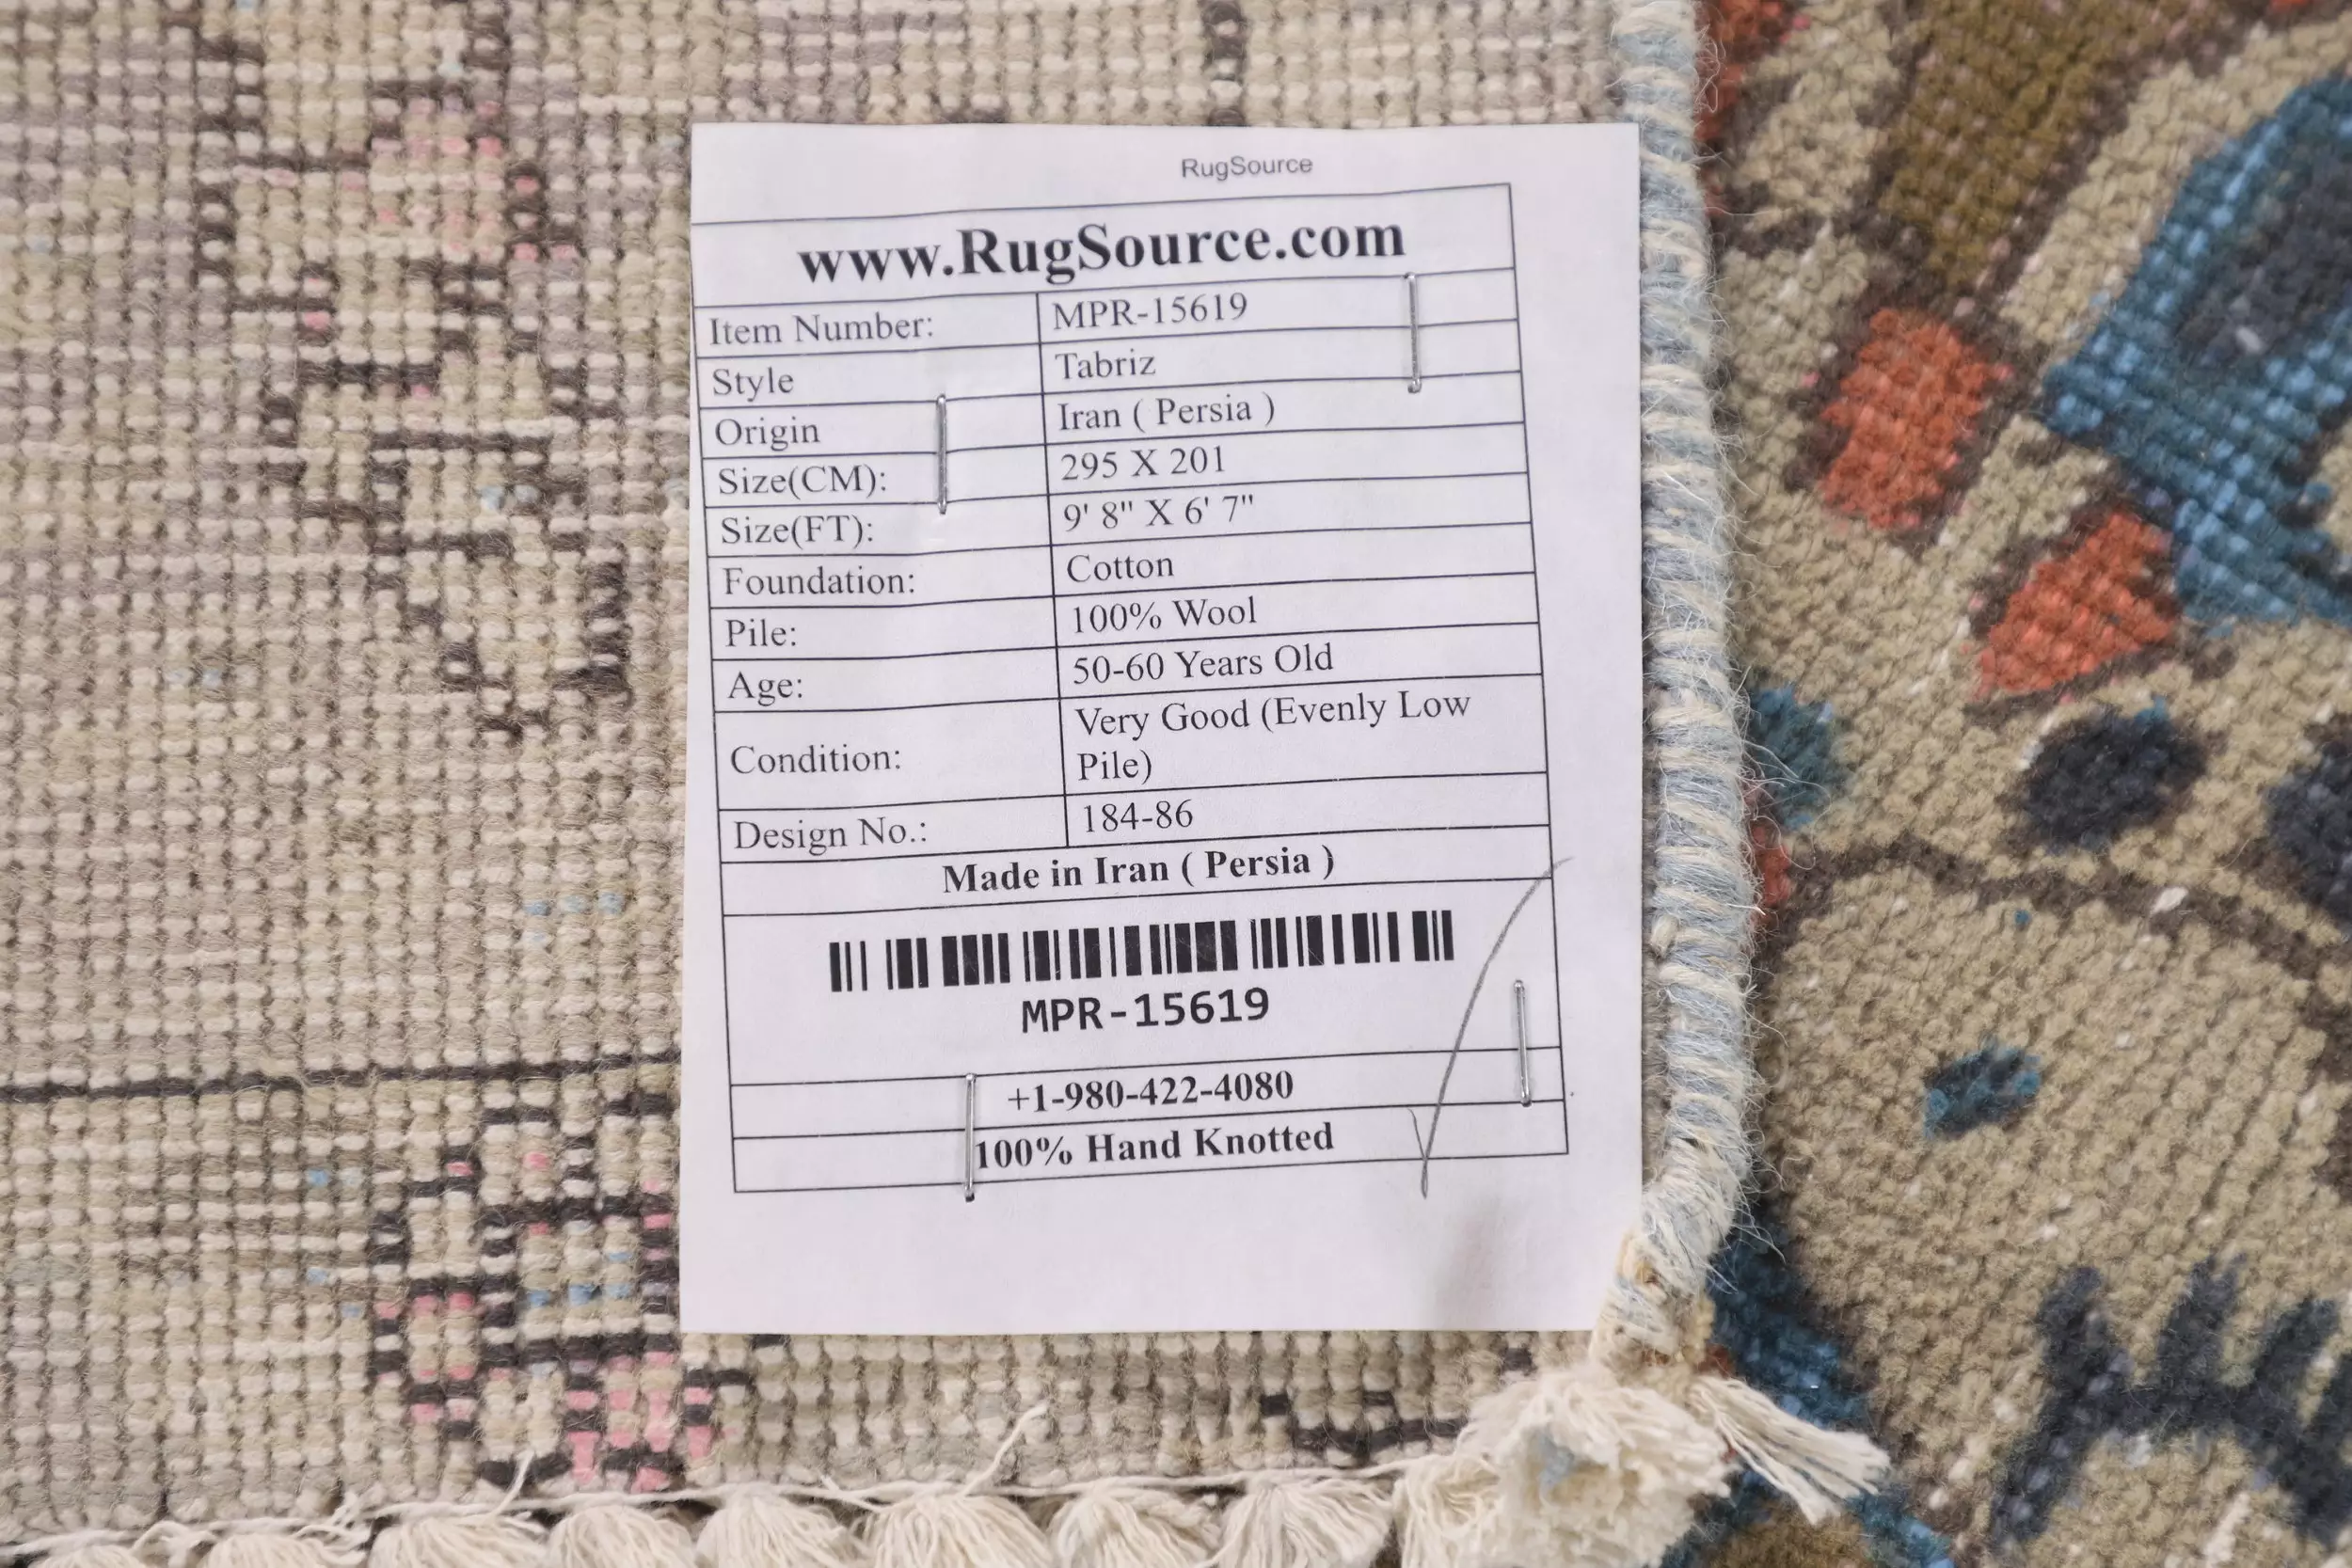 RugSource
www.RugSource.com
Item Number: MPR-15619
Style Tabriz
Origin Iran ( Persia )
Size(CM): 295 X 201
Size(FT): 9' 8" X 6' 7"
Foundation: Cotton
Pile: 100% Wool
Age: 50-60 Years Old
Condition: Very Good (Evenly Low
Pile)
Design No.: 184-86
Made in Iran ( Persia )
MPR-15619
+1-980-422-4080
100% Hand Knotted